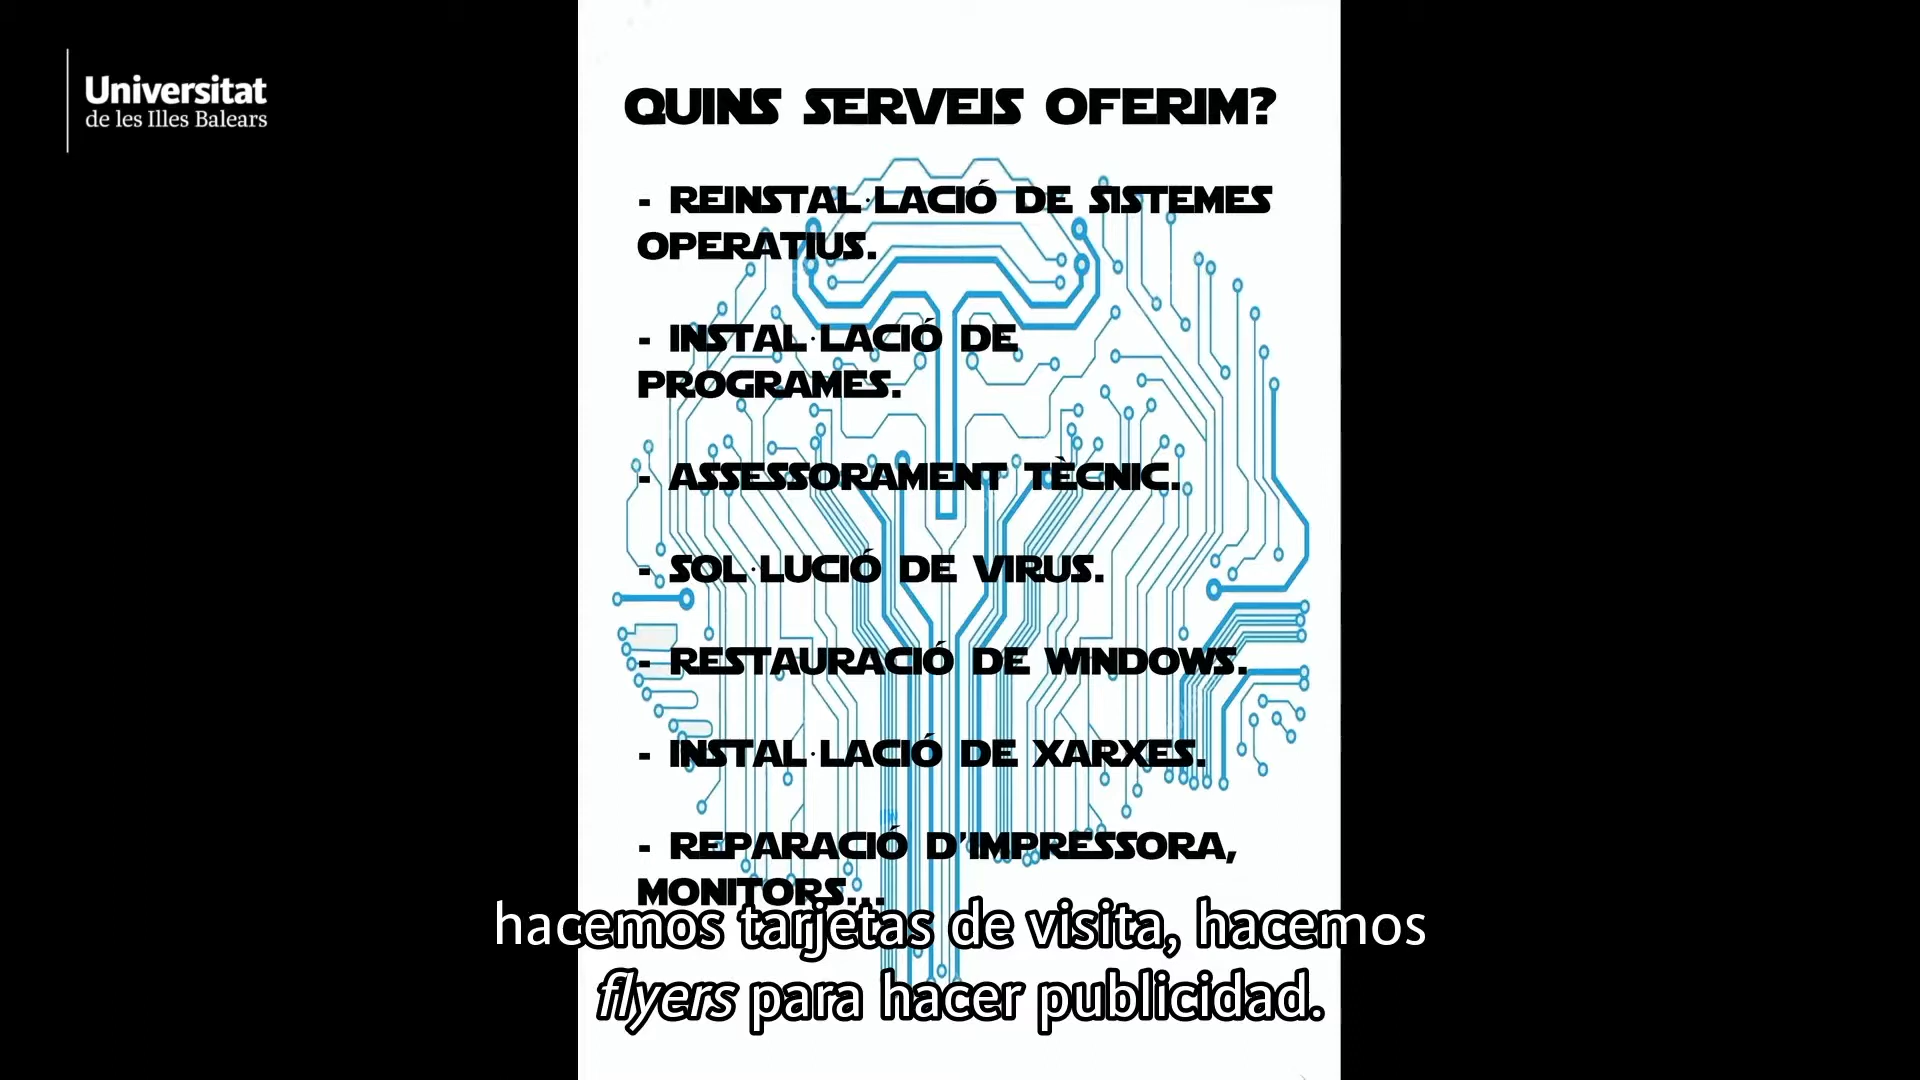 Universitat
de les Illes Balears
QUINS SERVEIS OFERIM?
- REINSTAL·LACIÓ DE SISTEMES
OPERATIUS.
- INSTAL·LACIÓ DE
PROGRAMES.
- ASSESSORAMENT TÈCNIC.
- SOL·LUCIÓ DE VIRUS.
- RESTAURACIÓ DE WINDOWS.
- INSTAL·LACIÓ DE XARXES.
- REPARACIÓ D'IMPRESSORA,
MONITORS...
hacemos tarjetas de visita, hacemos
flyers para hacer publicidad.